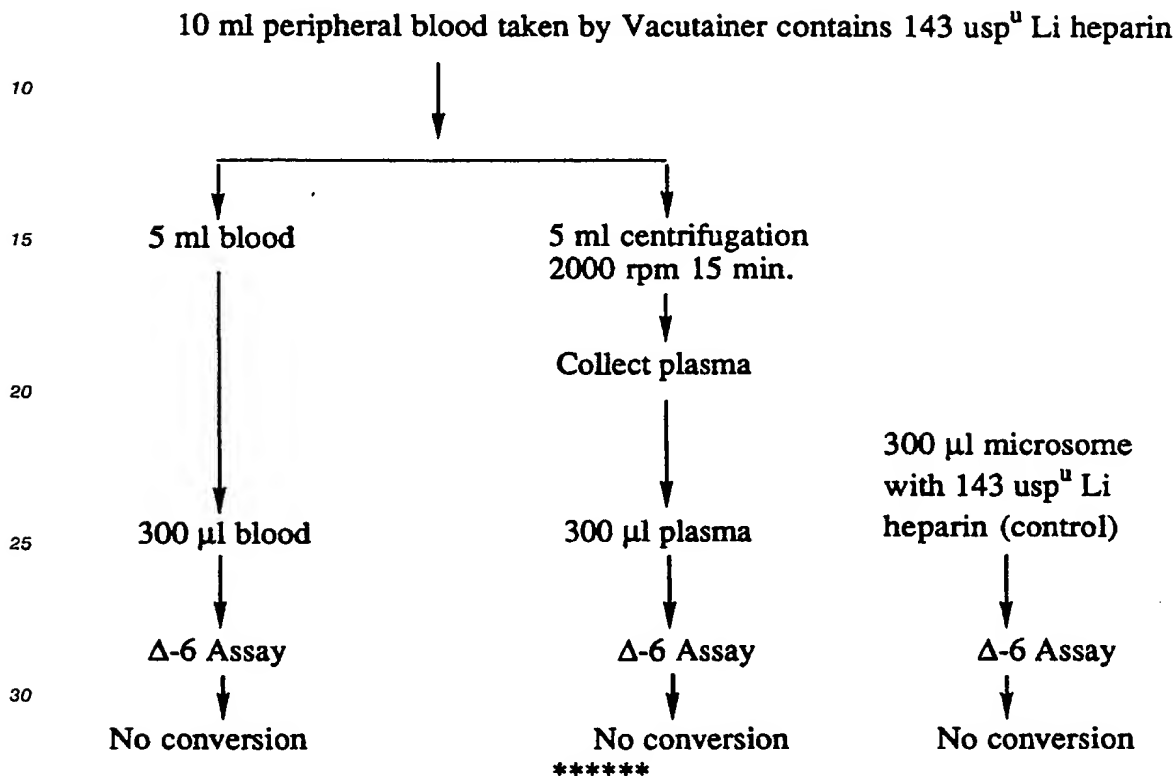 10 ml peripheral blood taken by Vacutainer contains 143 uspᵘ Li heparin
10
15
5 ml blood
5 ml centrifugation
2000 rpm 15 min.
Collect plasma
20
300 µl microsome
with 143 uspᵘ Li
heparin (control)
25
300 µl blood
300 µl plasma
Δ-6 Assay
Δ-6 Assay
Δ-6 Assay
30
No conversion
No conversion
No conversion
******